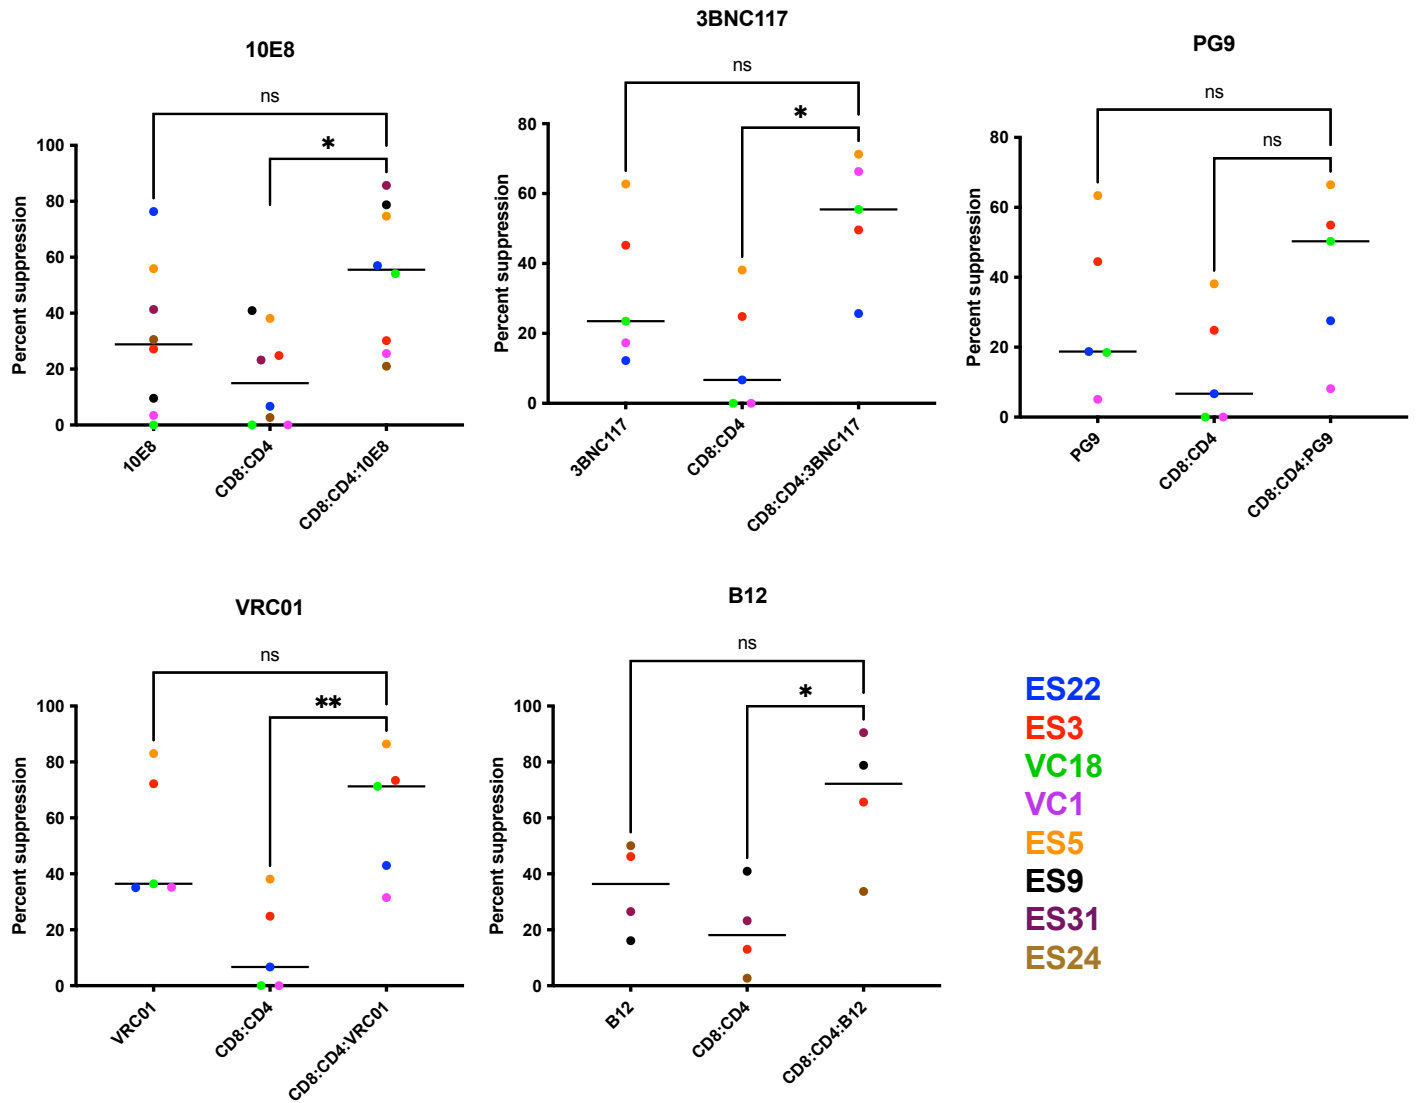 10E8
ns
*
Percent suppression
100
80
60
40
20
0
10E8
CD8:CD4
CD8:CD4:10E8
3BNC117
ns
*
Percent suppression
80
60
40
20
0
3BNC117
CD8:CD4
CD8:CD4:3BNC117
PG9
ns
ns
Percent suppression
80
60
40
20
0
PG9
CD8:CD4
CD8:CD4:PG9
VRC01
ns
**
Percent suppression
100
80
60
40
20
0
VRC01
CD8:CD4
CD8:CD4:VRC01
B12
ns
*
Percent suppression
100
80
60
40
20
0
B12
CD8:CD4
CD8:CD4:B12
ES22
ES3
VC18
VC1
ES5
ES9
ES31
ES24